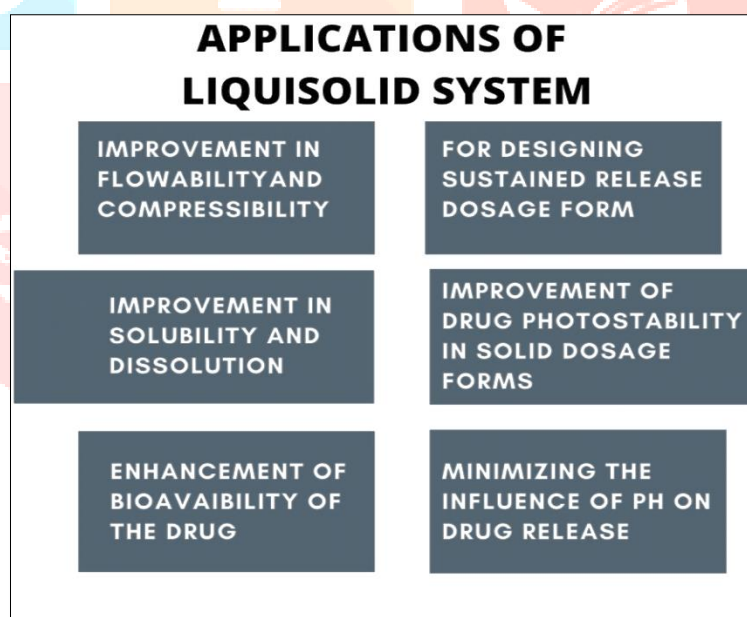 APPLICATIONS OF
LIQUISOLID SYSTEM
IMPROVEMENT IN
FLOWABILITYAND
COMPRESSIBILITY
FOR DESIGNING
SUSTAINED RELEASE
DOSAGE FORM
IMPROVEMENT IN
SOLUBILITY AND
DISSOLUTION
IMPROVEMENT OF
DRUG PHOTOSTABILITY
IN SOLID DOSAGE
FORMS
ENHANCEMENT OF
BIOAVAIBILITY OF
THE DRUG
MINIMIZING THE
INFLUENCE OF PH ON
DRUG RELEASE